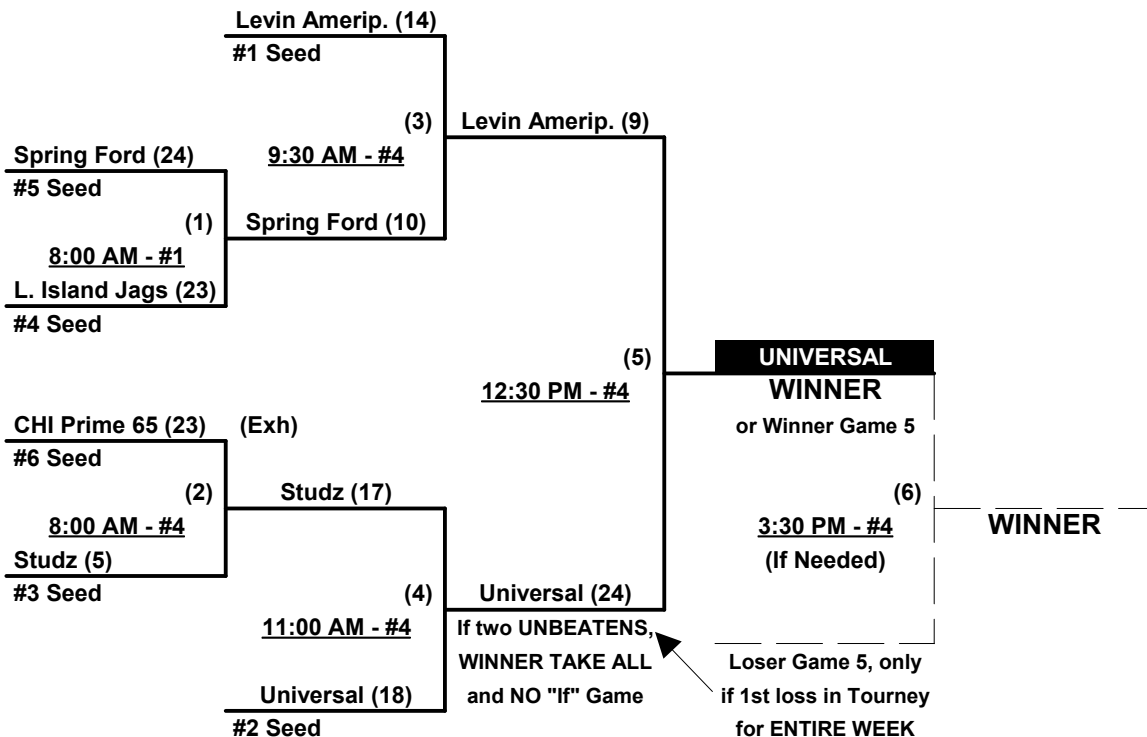 Levin Amerip. (14)
#1 Seed
(3)
9:30 AM - #4
Levin Amerip. (9)
Spring Ford (24)
#5 Seed
(1)
8:00 AM - #1
Spring Ford (10)
L. Island Jags (23)
#4 Seed
(5)
12:30 PM - #4
UNIVERSAL
WINNER
or Winner Game 5
CHI Prime 65 (23) (Exh)
#6 Seed
(2)
8:00 AM - #4
Studz (17)
Studz (5)
#3 Seed
(6)
3:30 PM - #4
(If Needed)
WINNER
(4)
11:00 AM - #4
Universal (24)
If two UNBEATENS,
WINNER TAKE ALL
and NO "If" Game
Universal (18)
#2 Seed
Loser Game 5, only
if 1st loss in Tourney
for ENTIRE WEEK